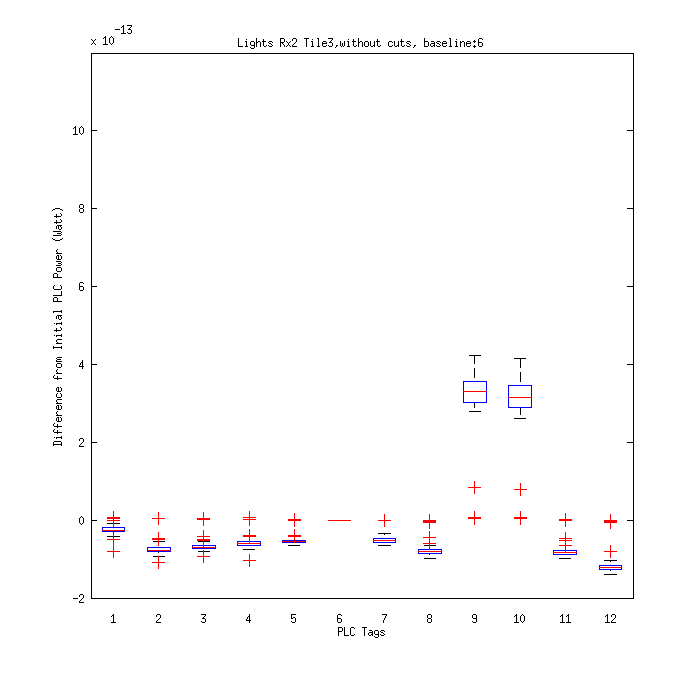 x 10^-13
Lights Rx2 Tile3,without cuts, baseline:6
Difference from Initial PLC Power (Watt)
10
8
6
4
2
0
-2
1 2 3 4 5 6 7 8 9 10 11 12
PLC Tags